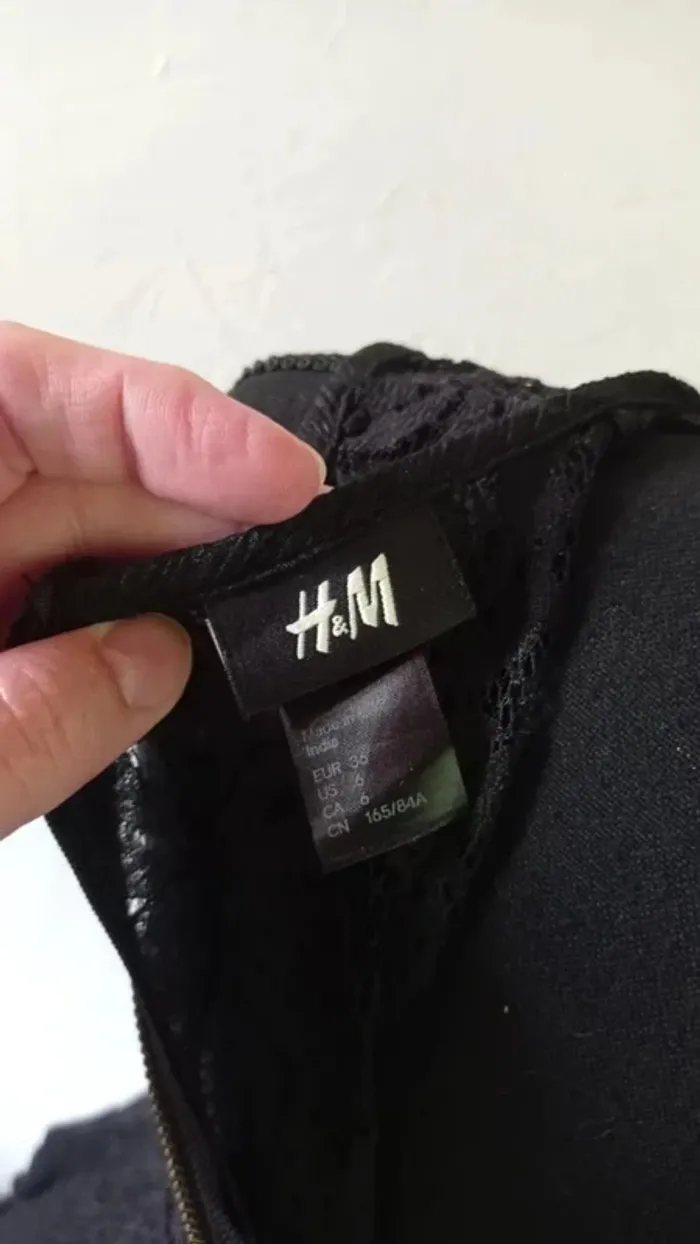 H&M
Made in
India
EUR 36
US 6
CA 6
CN 165/84A